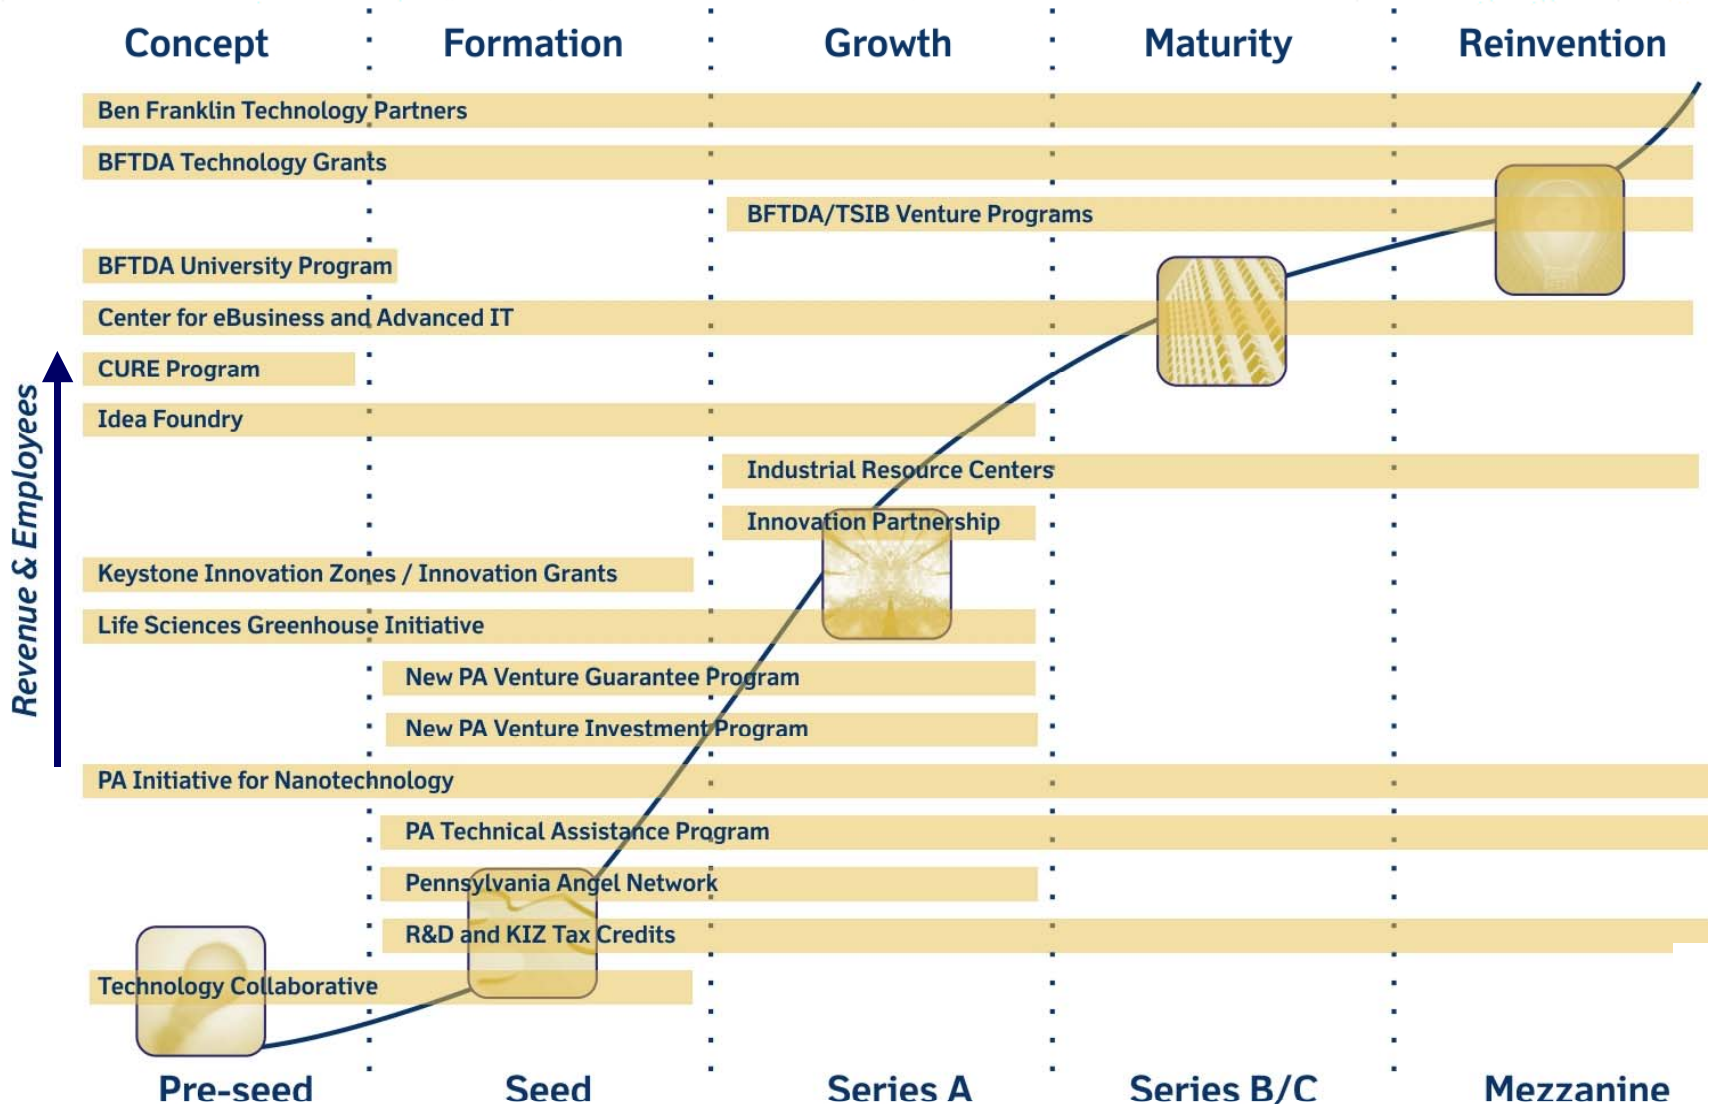 Concept Formation Growth Maturity Reinvention
Ben Franklin Technology Partners
BFTDA Technology Grants
BFTDA/TSIB Venture Programs
BFTDA University Program
Center for eBusiness and Advanced IT
CURE Program
Idea Foundry
Industrial Resource Centers
Innovation Partnership
Keystone Innovation Zones / Innovation Grants
Life Sciences Greenhouse Initiative
New PA Venture Guarantee Program
New PA Venture Investment Program
PA Initiative for Nanotechnology
PA Technical Assistance Program
Pennsylvania Angel Network
R&D and KIZ Tax Credits
Technology Collaborative
Revenue & Employees
Pre-seed Seed Series A Series B/C Mezzanine